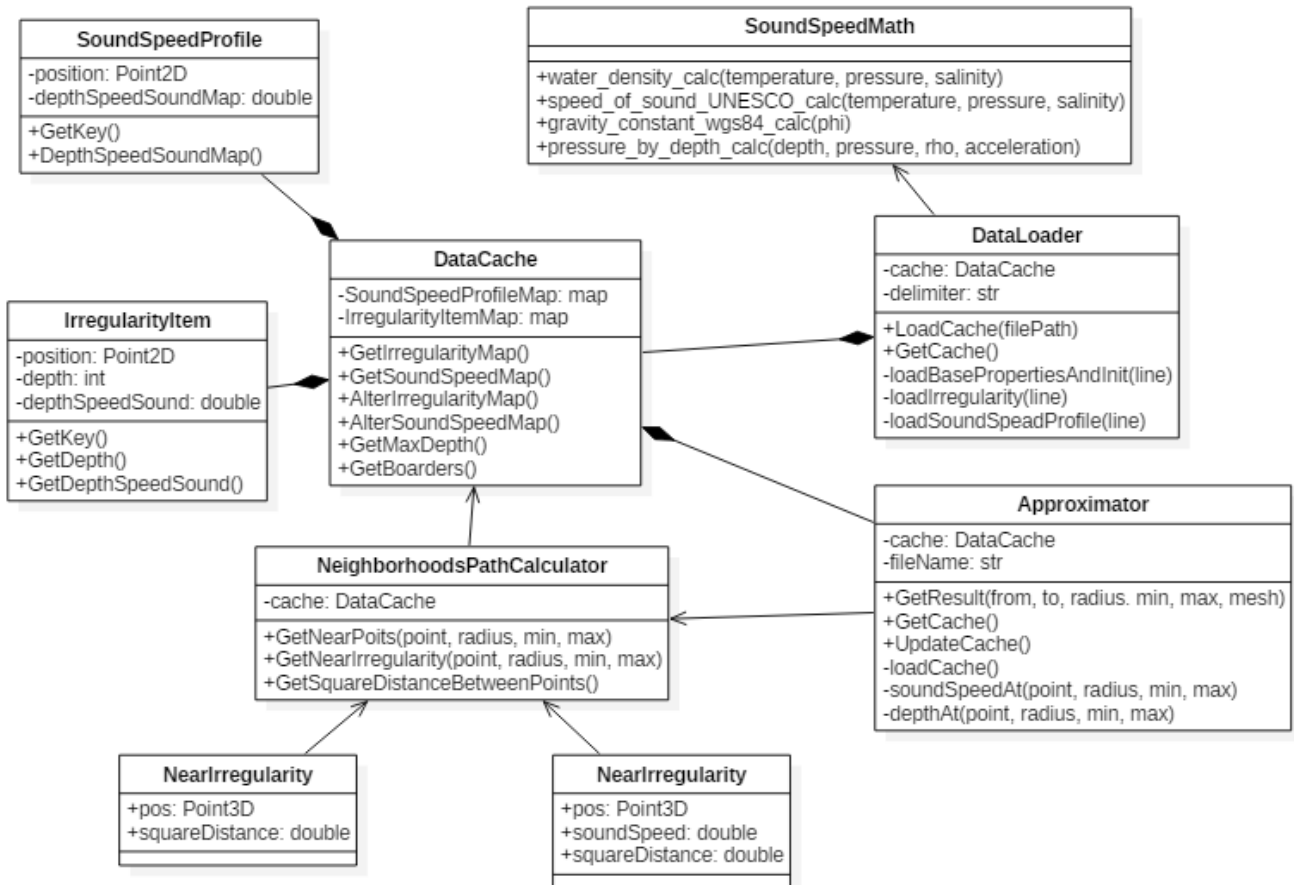 SoundSpeedProfile
-position: Point2D
-depthSpeedSoundMap: double
+GetKey()
+DepthSpeedSoundMap()
SoundSpeedMath
+water_density_calc(temperature, pressure, salinity)
+speed_of_sound_UNESCO_calc(temperature, pressure, salinity)
+gravity_constant_wgs84_calc(phi)
+pressure_by_depth_calc(depth, pressure, rho, acceleration)
DataCache
-SoundSpeedProfileMap: map
-IrregularityItemMap: map
+GetIrregularityMap()
+GetSoundSpeedMap()
+AlterIrregularityMap()
+AlterSoundSpeedMap()
+GetMaxDepth()
+GetBoarders()
DataLoader
-cache: DataCache
-delimiter: str
+LoadCache(filePath)
+GetCache()
-loadBasePropertiesAndInit(line)
-loadIrregularity(line)
-loadSoundSpeadProfile(line)
IrregularityItem
-position: Point2D
-depth: int
-depthSpeedSound: double
+GetKey()
+GetDepth()
+GetDepthSpeedSound()
Approximator
-cache: DataCache
-fileName: str
+GetResult(from, to, radius. min, max, mesh)
+GetCache()
+UpdateCache()
-loadCache()
-soundSpeedAt(point, radius, min, max)
-depthAt(point, radius, min, max)
NeighborhoodsPathCalculator
-cache: DataCache
+GetNearPoits(point, radius, min, max)
+GetNearIrregularity(point, radius, min, max)
+GetSquareDistanceBetweenPoints()
NearIrregularity
+pos: Point3D
+squareDistance: double
NearIrregularity
+pos: Point3D
+soundSpeed: double
+squareDistance: double